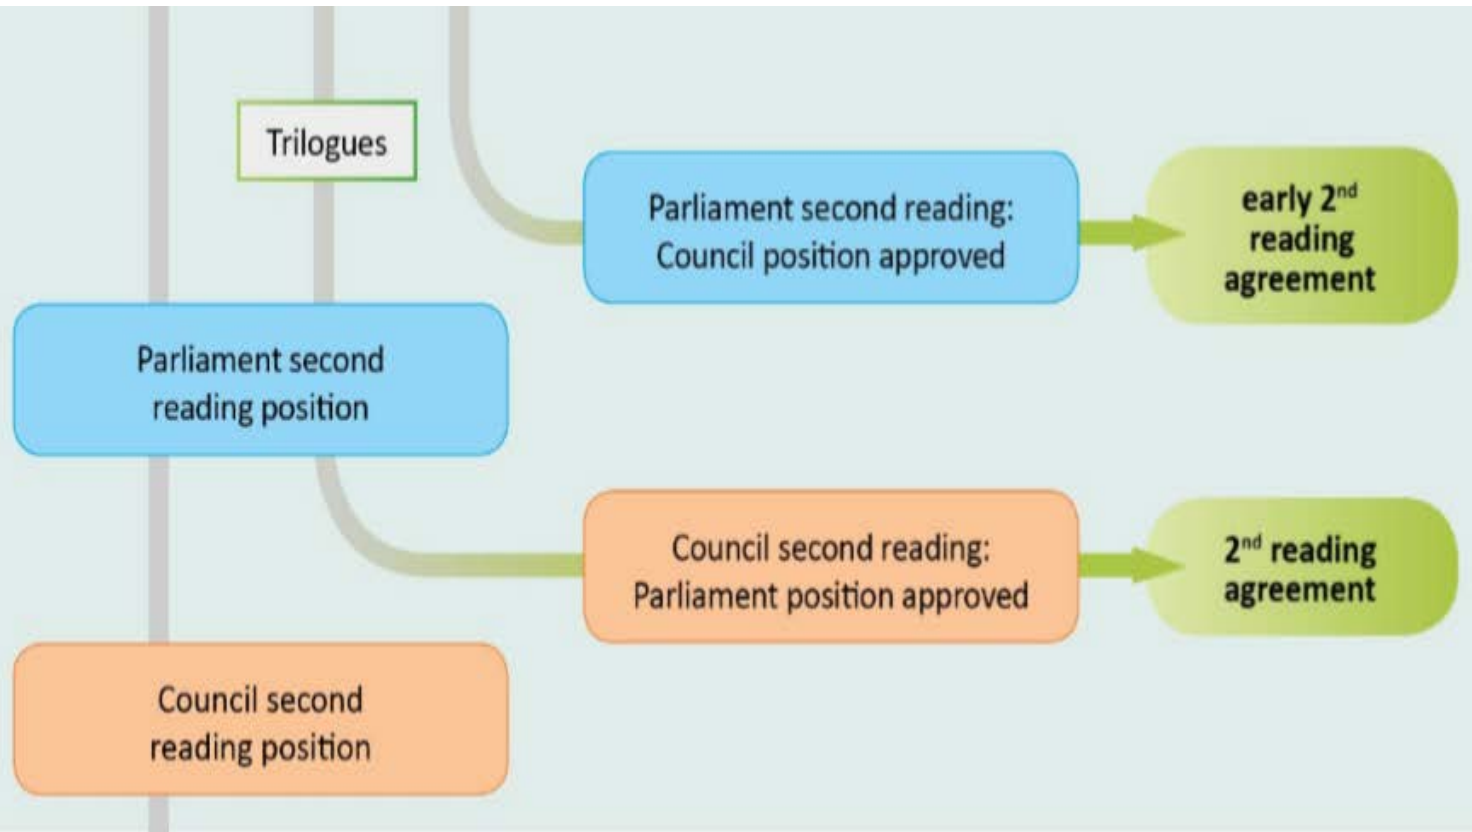 Trilogues
Parliament second reading:
Council position approved
early 2nd
reading
agreement
Parliament second
reading position
Council second reading:
Parliament position approved
2nd reading
agreement
Council second
reading position